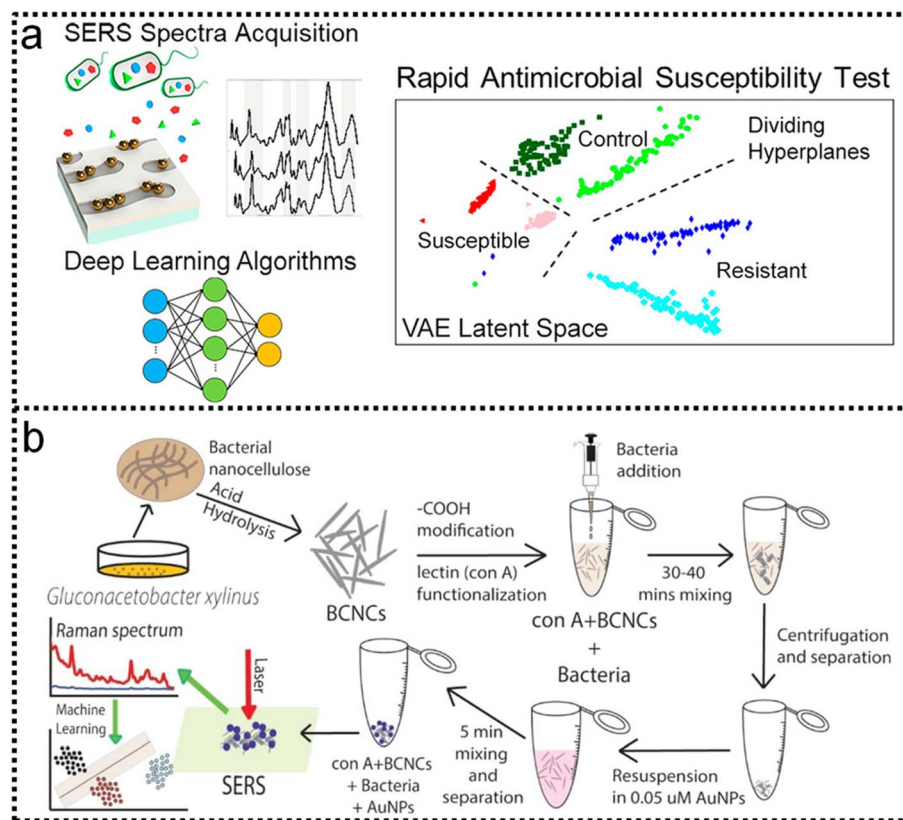 a
SERS Spectra Acquisition
Deep Learning Algorithms
Rapid Antimicrobial Susceptibility Test
Control
Dividing
Hyperplanes
Susceptible
Resistant
VAE Latent Space
b
Bacterial
nanocellulose
Acid
Hydrolysis
Gluconacetobacter xylinus
BCNCs
-COOH
modification
lectin (con A)
functionalization
Bacteria
addition
con A+BCNCs
+
Bacteria
30-40
mins mixing
Centrifugation
and separation
Resuspension
in 0.05 uM AuNPs
5 min
mixing
and
separation
con A+BCNCs
+ Bacteria
+ AuNPs
Laser
SERS
Raman spectrum
Machine
Learning